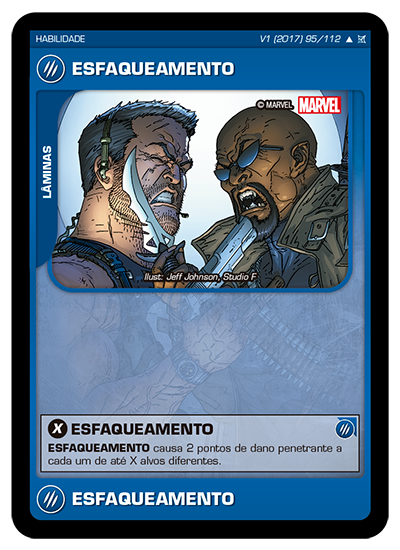 HABILIDADE
V1 (2017) 95/112
ESFAQUEAMENTO
© MARVEL MARVEL
LÂMINAS
Ilust: Jeff Johnson, Studio F
X ESFAQUEAMENTO
ESFAQUEAMENTO causa 2 pontos de dano penetrante a
cada um de até X alvos diferentes.
ESFAQUEAMENTO